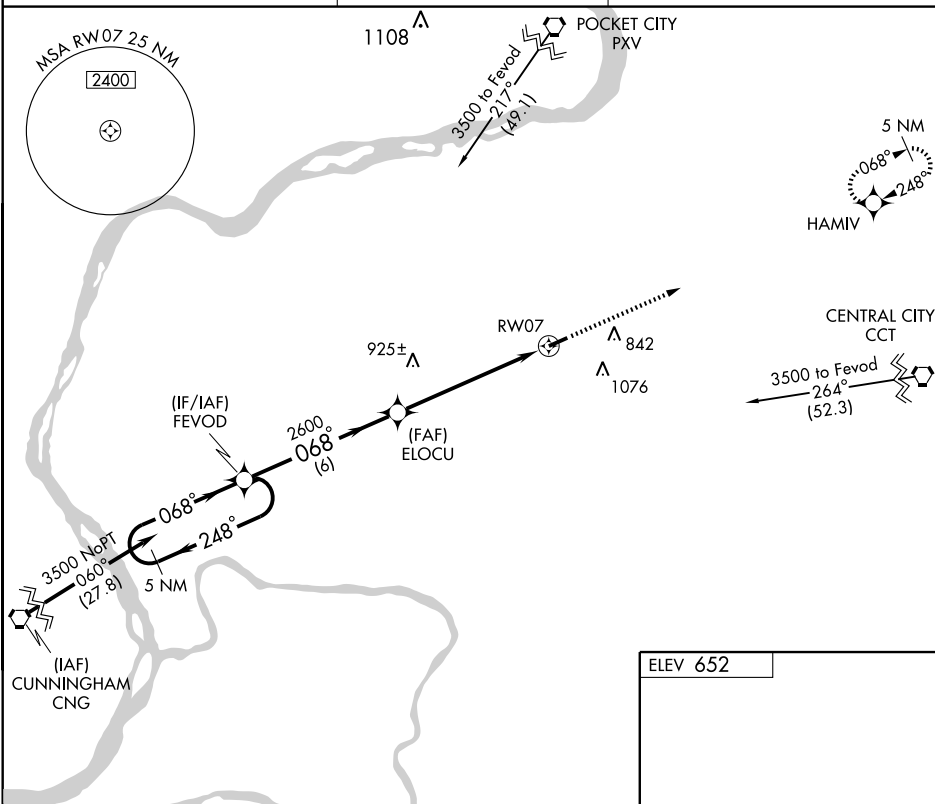 MSA RW07 25 NM
2400
1108
POCKET CITY
PXV
3500 to Fevod
217°
(49.1)
5 NM
068°
248°
HAMIV
RW07
842
1076
925±
CENTRAL CITY
CCT
3500 to Fevod
264°
(52.3)
(IF/IAF)
FEVOD
2600
068°
(6)
(FAF)
ELOCU
068°
248°
5 NM
3500 NoPT
060°
(27.8)
(IAF)
CUNNINGHAM
CNG
ELEV 652